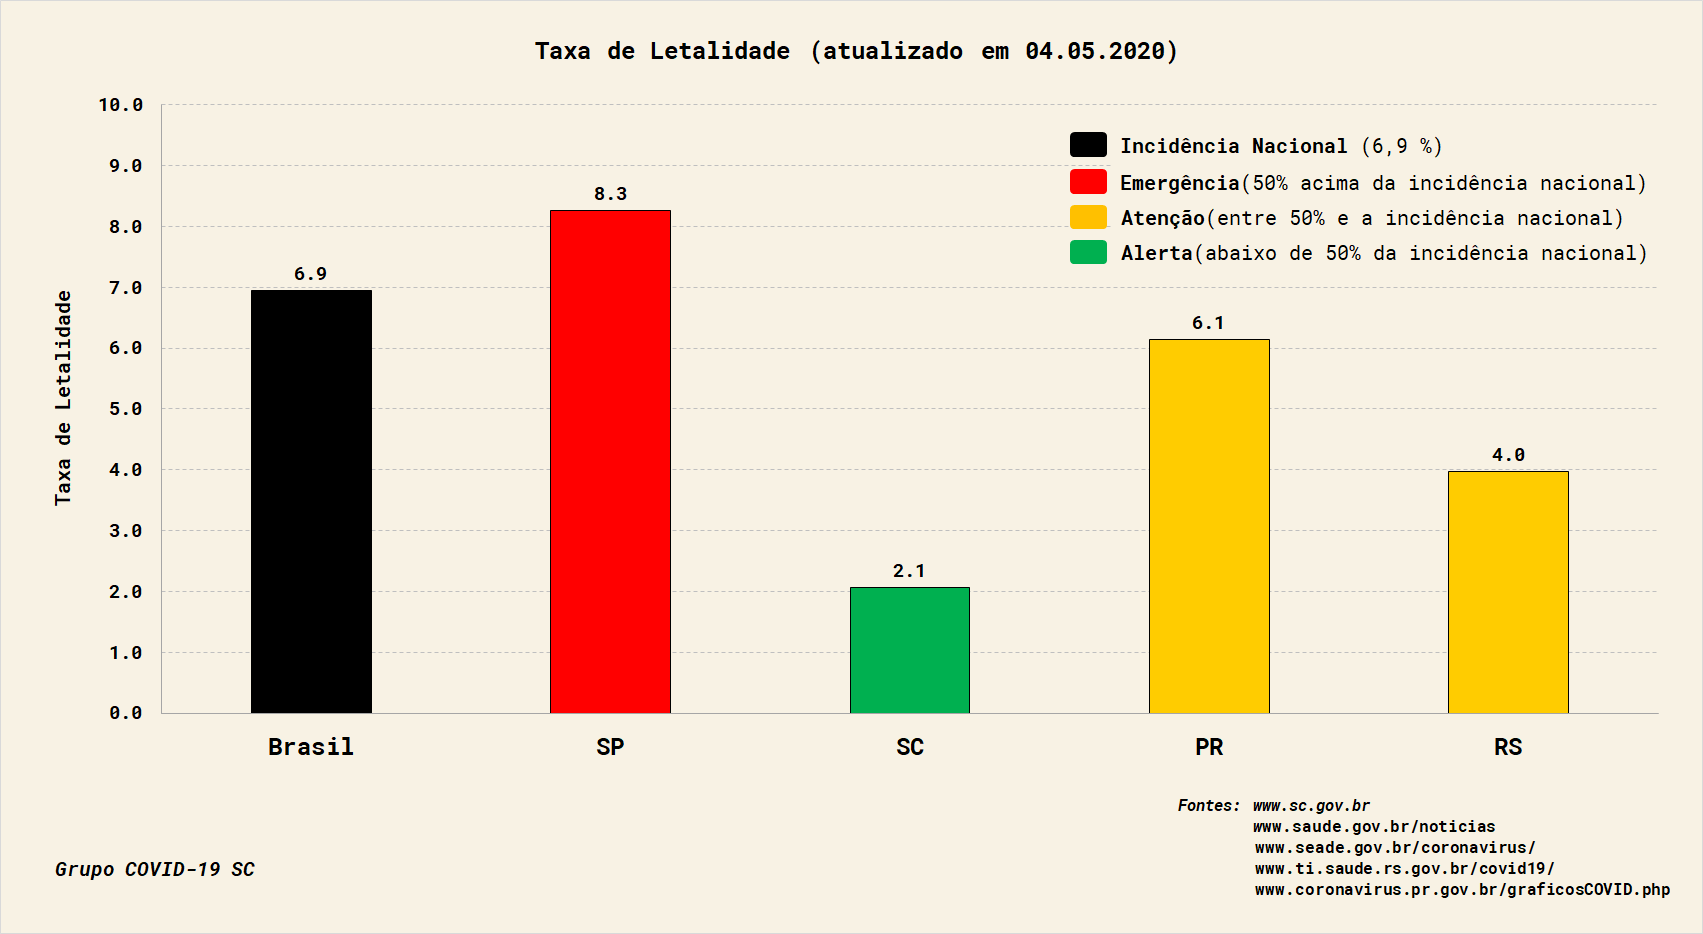 Taxa de Letalidade (atualizado em 04.05.2020)
10.0
9.0
8.0
7.0
6.0
5.0
4.0
3.0
2.0
1.0
0.0
Taxa de Letalidade
Incidência Nacional (6,9 %)
Emergência(50% acima da incidência nacional)
Atenção(entre 50% e a incidência nacional)
Alerta(abaixo de 50% da incidência nacional)
6.9
8.3
2.1
6.1
4.0
Brasil
SP
SC
PR
RS
Fontes: www.sc.gov.br
www.saude.gov.br/noticias
www.seade.gov.br/coronavirus/
www.ti.saude.rs.gov.br/covid19/
www.coronavirus.pr.gov.br/graficosCOVID.php
Grupo COVID-19 SC